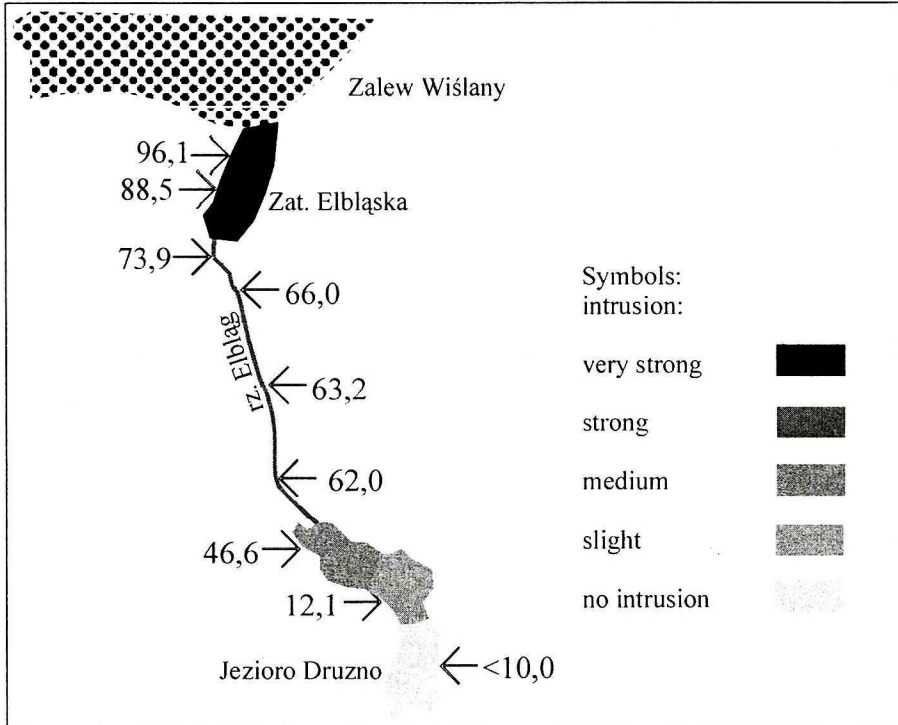 Zalew Wiślany
96,1
88,5
Zat. Elbląska
73,9
66,0
rz. Elbląg
63,2
62,0
46,6
12,1
Jezioro Druzno
<10,0
Symbols:
intrusion:
very strong
strong
medium
slight
no intrusion